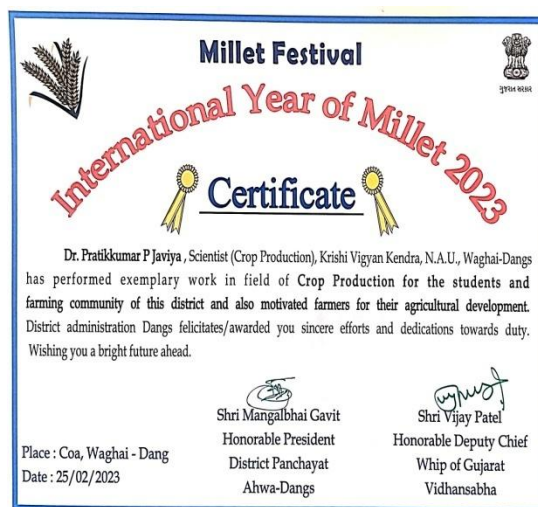 Millet Festival
ગુજરાત સરકાર
International Year of Millet 2023
Certificate
Dr. Pratikkumar P Javiya , Scientist (Crop Production), Krishi Vigyan Kendra, N.A.U., Waghai-Dangs
has performed exemplary work in field of Crop Production for the students and
farming community of this district and also motivated farmers for their agricultural development.
District administration Dangs felicitates/awarded you sincere efforts and dedications towards duty.
Wishing you a bright future ahead.
Shri Mangalbhai Gavit
Honorable President
District Panchayat
Ahwa-Dangs
Shri Vijay Patel
Honorable Deputy Chief
Whip of Gujarat
Vidhansabha
Place : Coa, Waghai - Dang
Date : 25/02/2023